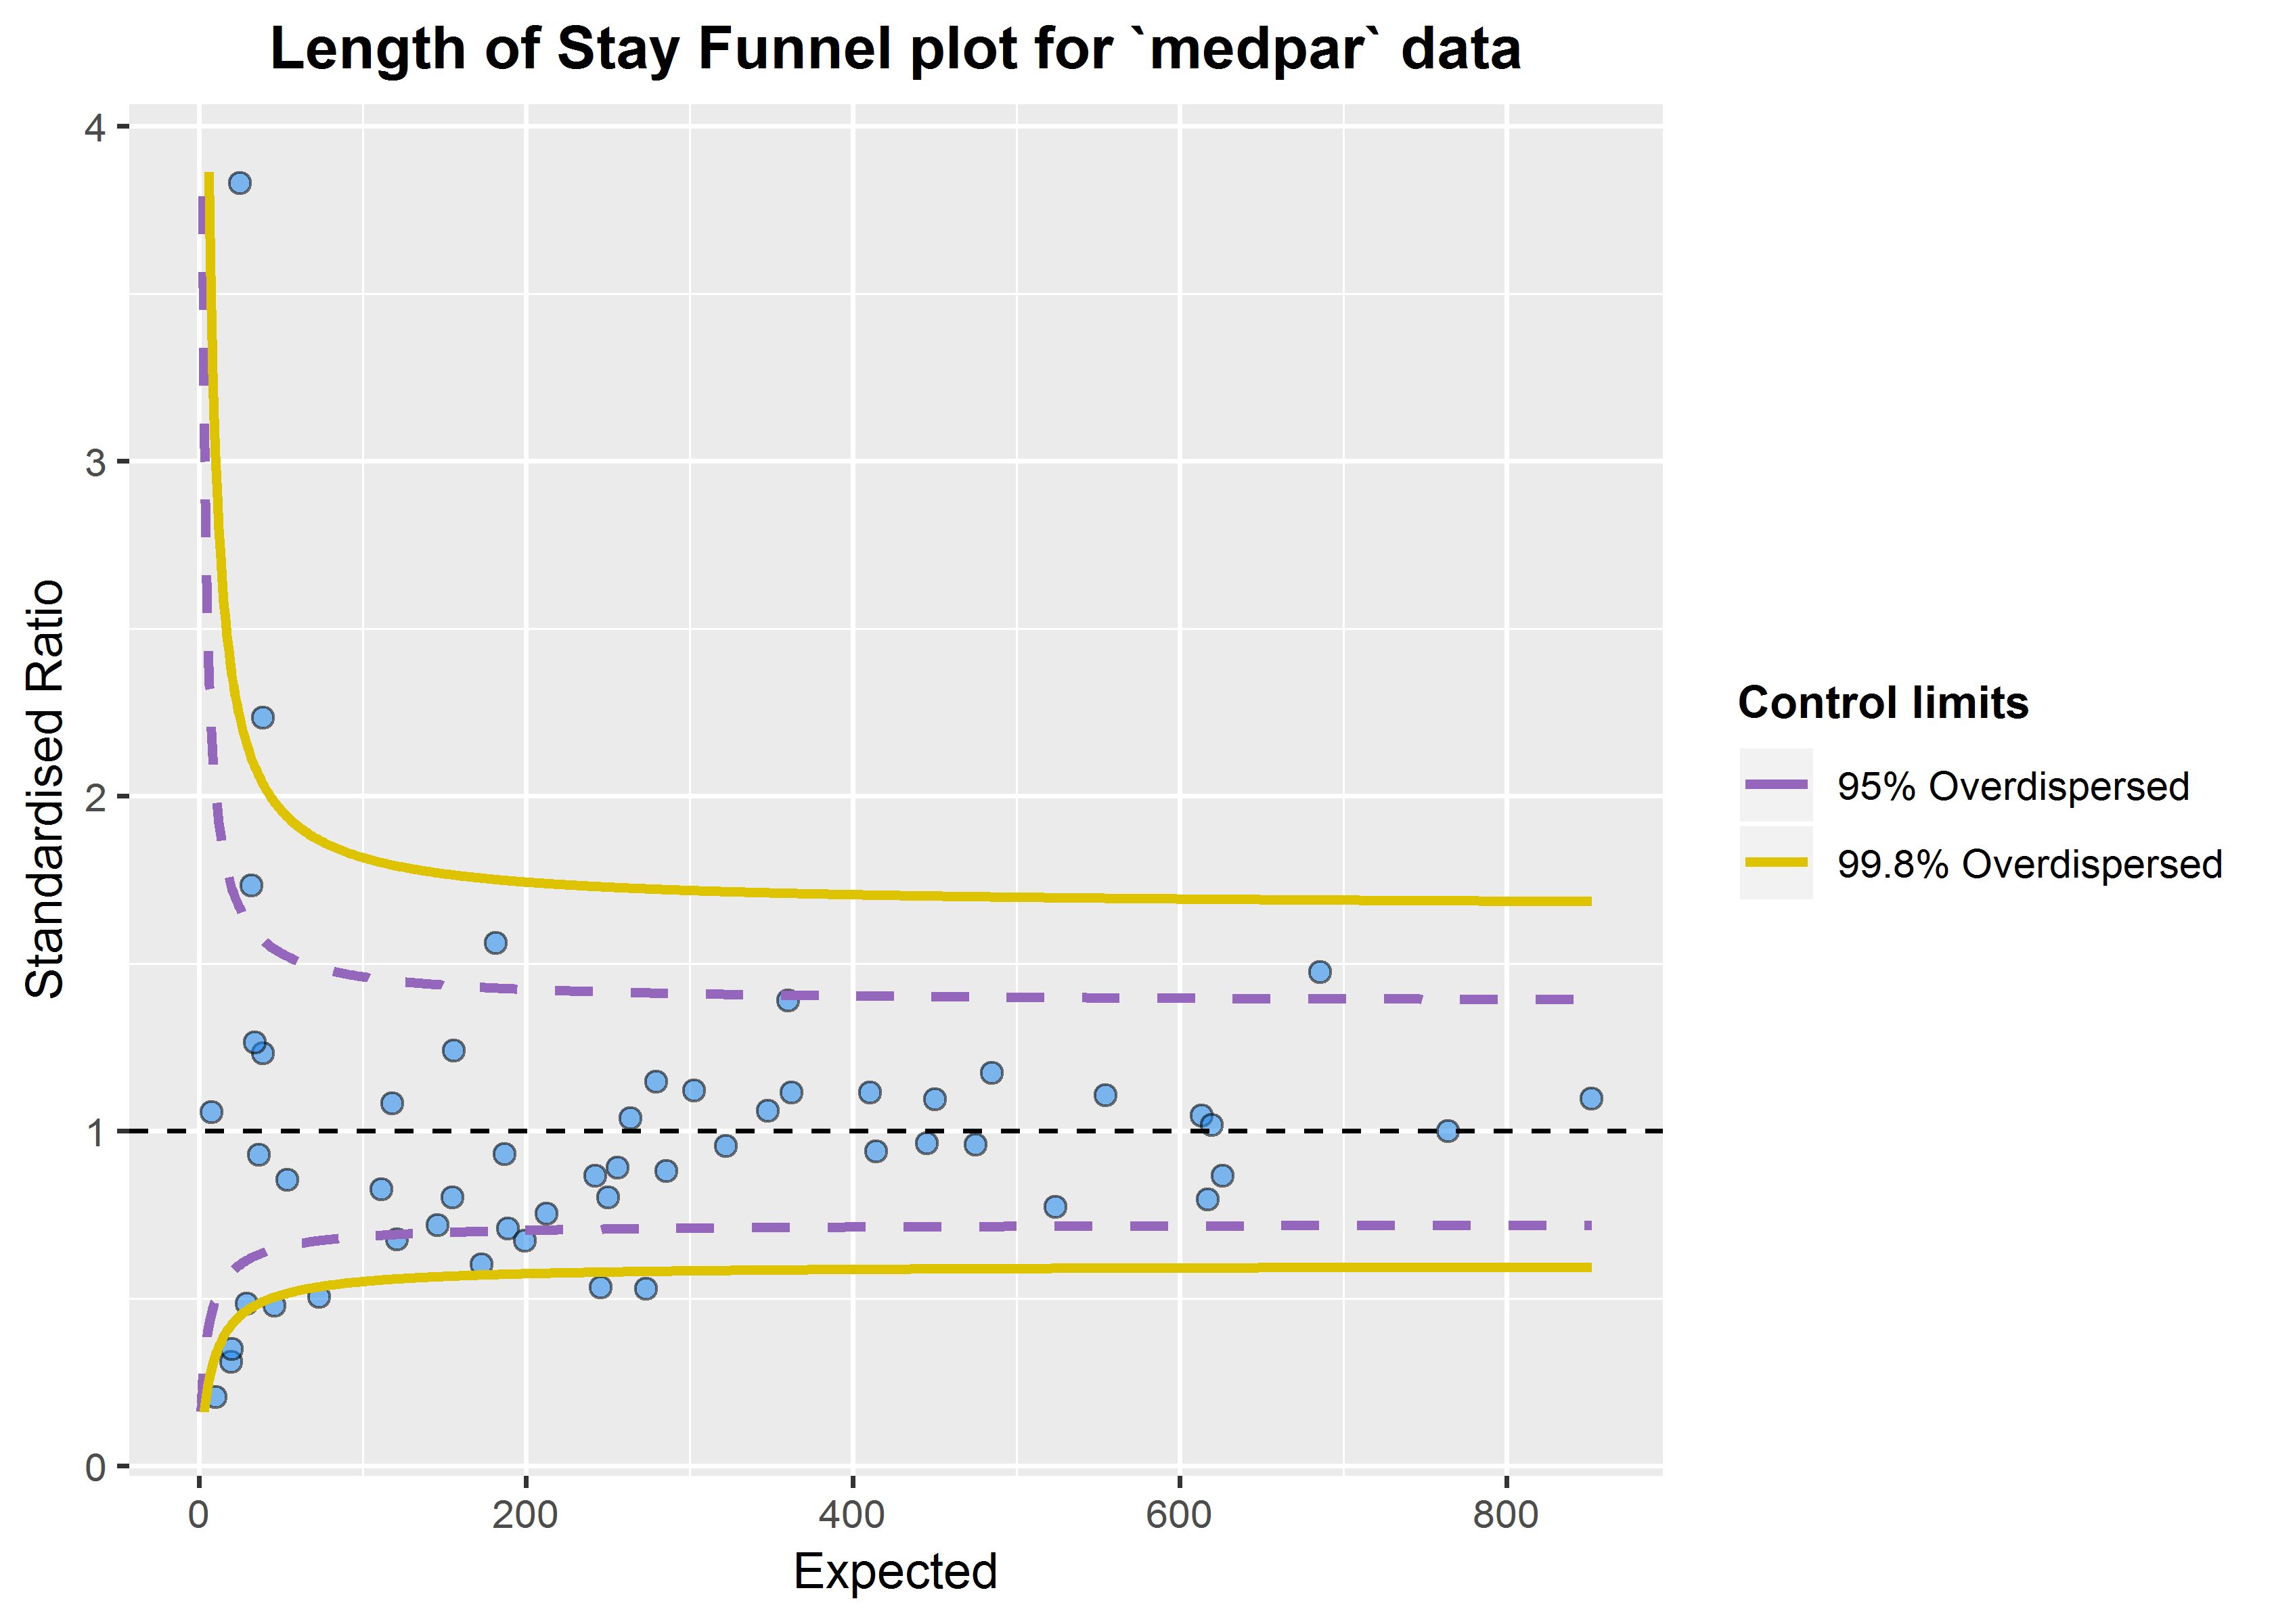 Length of Stay Funnel plot for `medpar` data
Standardised Ratio
4
3
2
1
0
0 200 400 600 800
Expected
Control limits
95% Overdispersed
99.8% Overdispersed